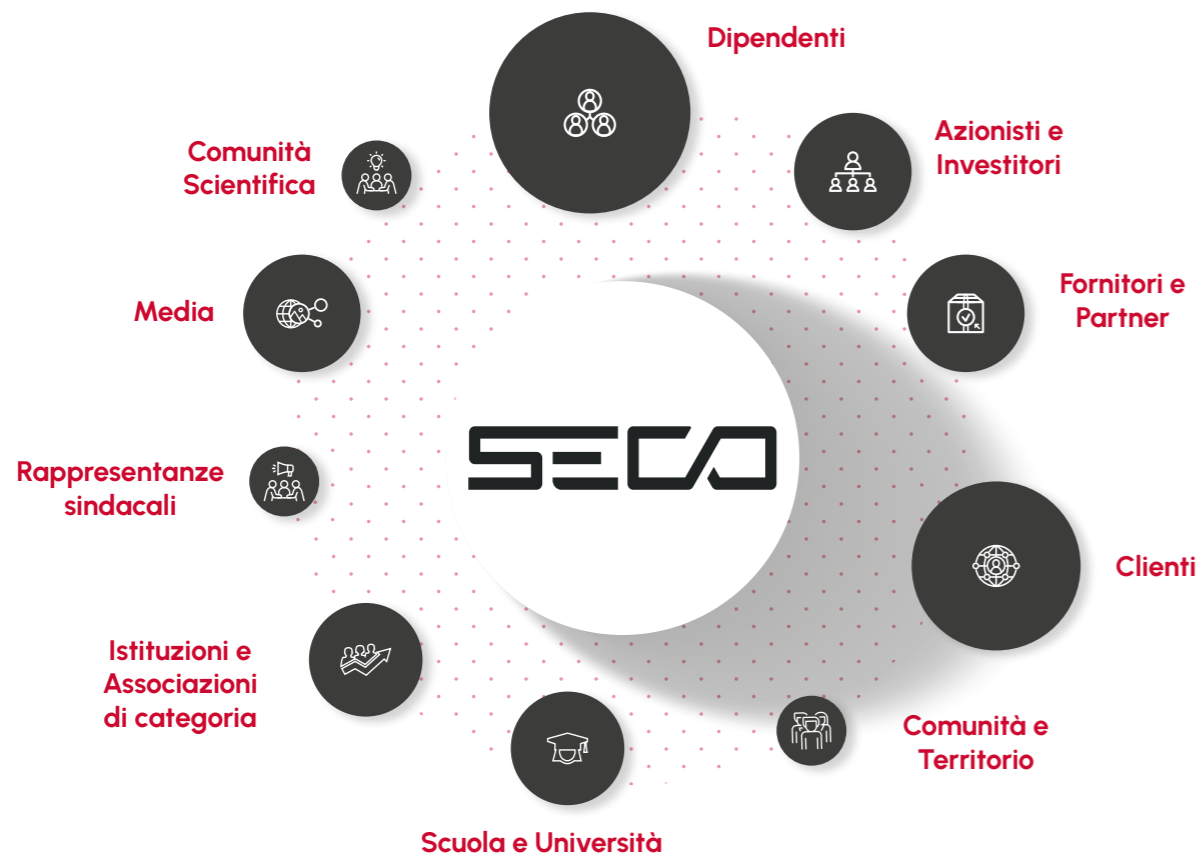 Dipendenti
Azionisti e
Investitori
Comunità
Scientifica
Fornitori e
Partner
Media
SECO
Rappresentanze
sindacali
Clienti
Istituzioni e
Associazioni
di categoria
Comunità e
Territorio
Scuola e Università